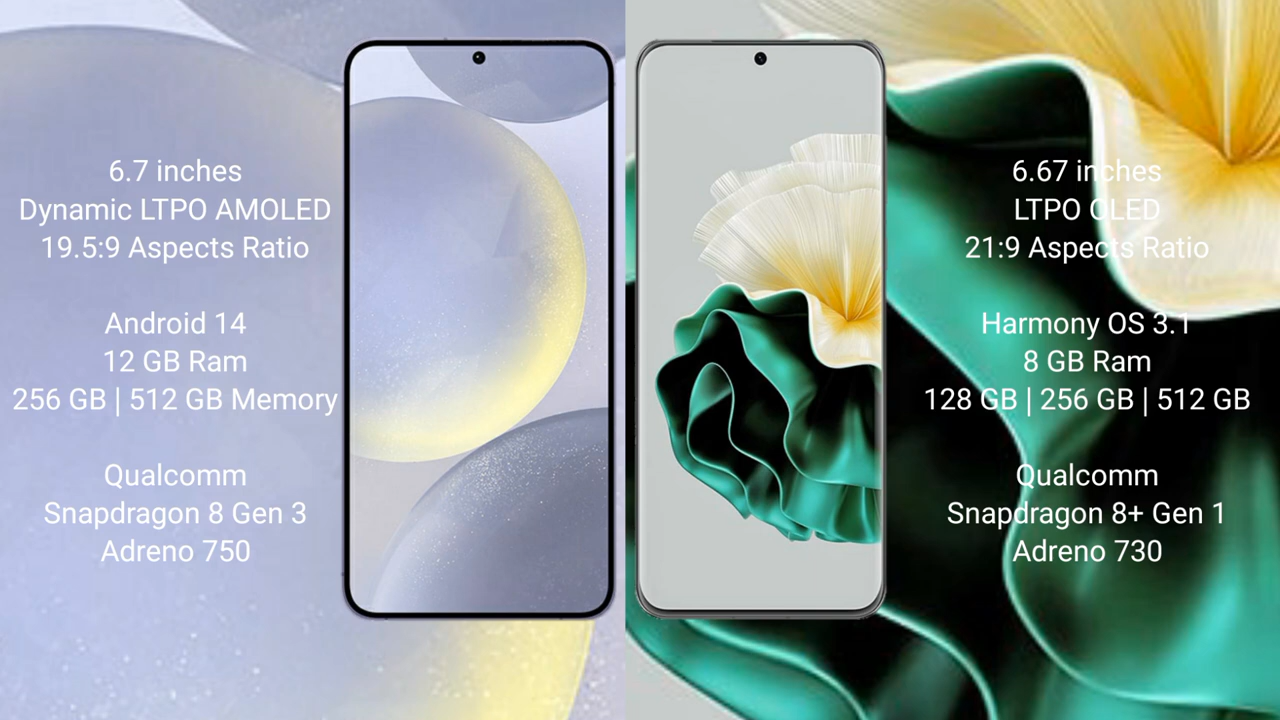 6.7 inches
Dynamic LTPO AMOLED
19.5:9 Aspects Ratio
Android 14
12 GB Ram
256 GB | 512 GB Memory
Qualcomm
Snapdragon 8 Gen 3
Adreno 750
6.67 inches
LTPO OLED
21:9 Aspects Ratio
Harmony OS 3.1
8 GB Ram
128 GB | 256 GB | 512 GB
Qualcomm
Snapdragon 8+ Gen 1
Adreno 730